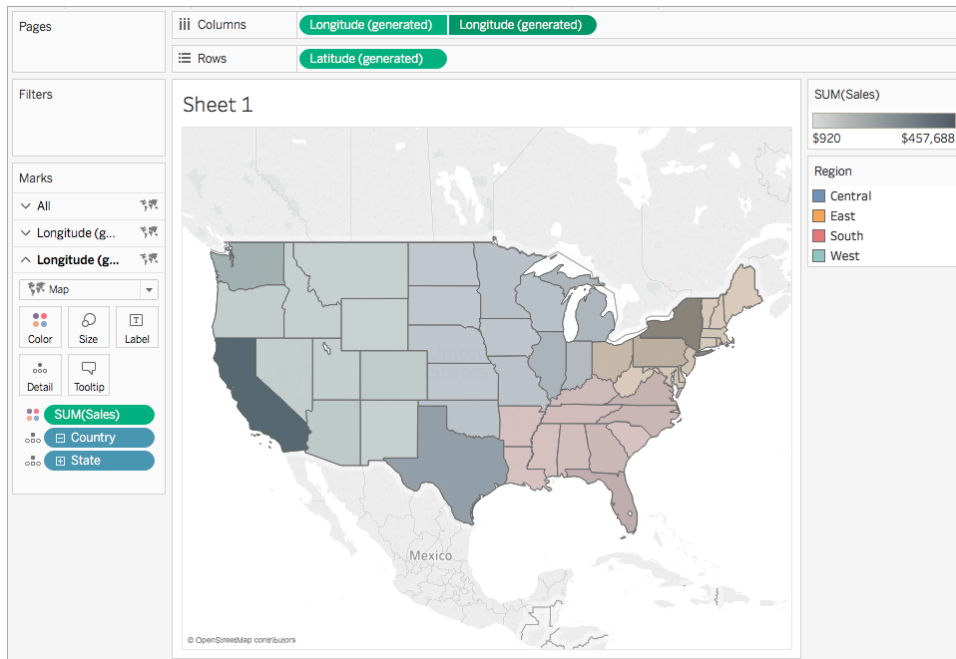 Pages
Columns
Longitude (generated) Longitude (generated)
Rows
Latitude (generated)
Filters
Marks
All
Longitude (g...
Longitude (g...
Map
Color
Size
Label
Detail
Tooltip
SUM(Sales)
Country
State
Sheet 1
United
States
Mexico
© OpenStreetMap contributors
SUM(Sales)
$920 $457,688
Region
Central
East
South
West